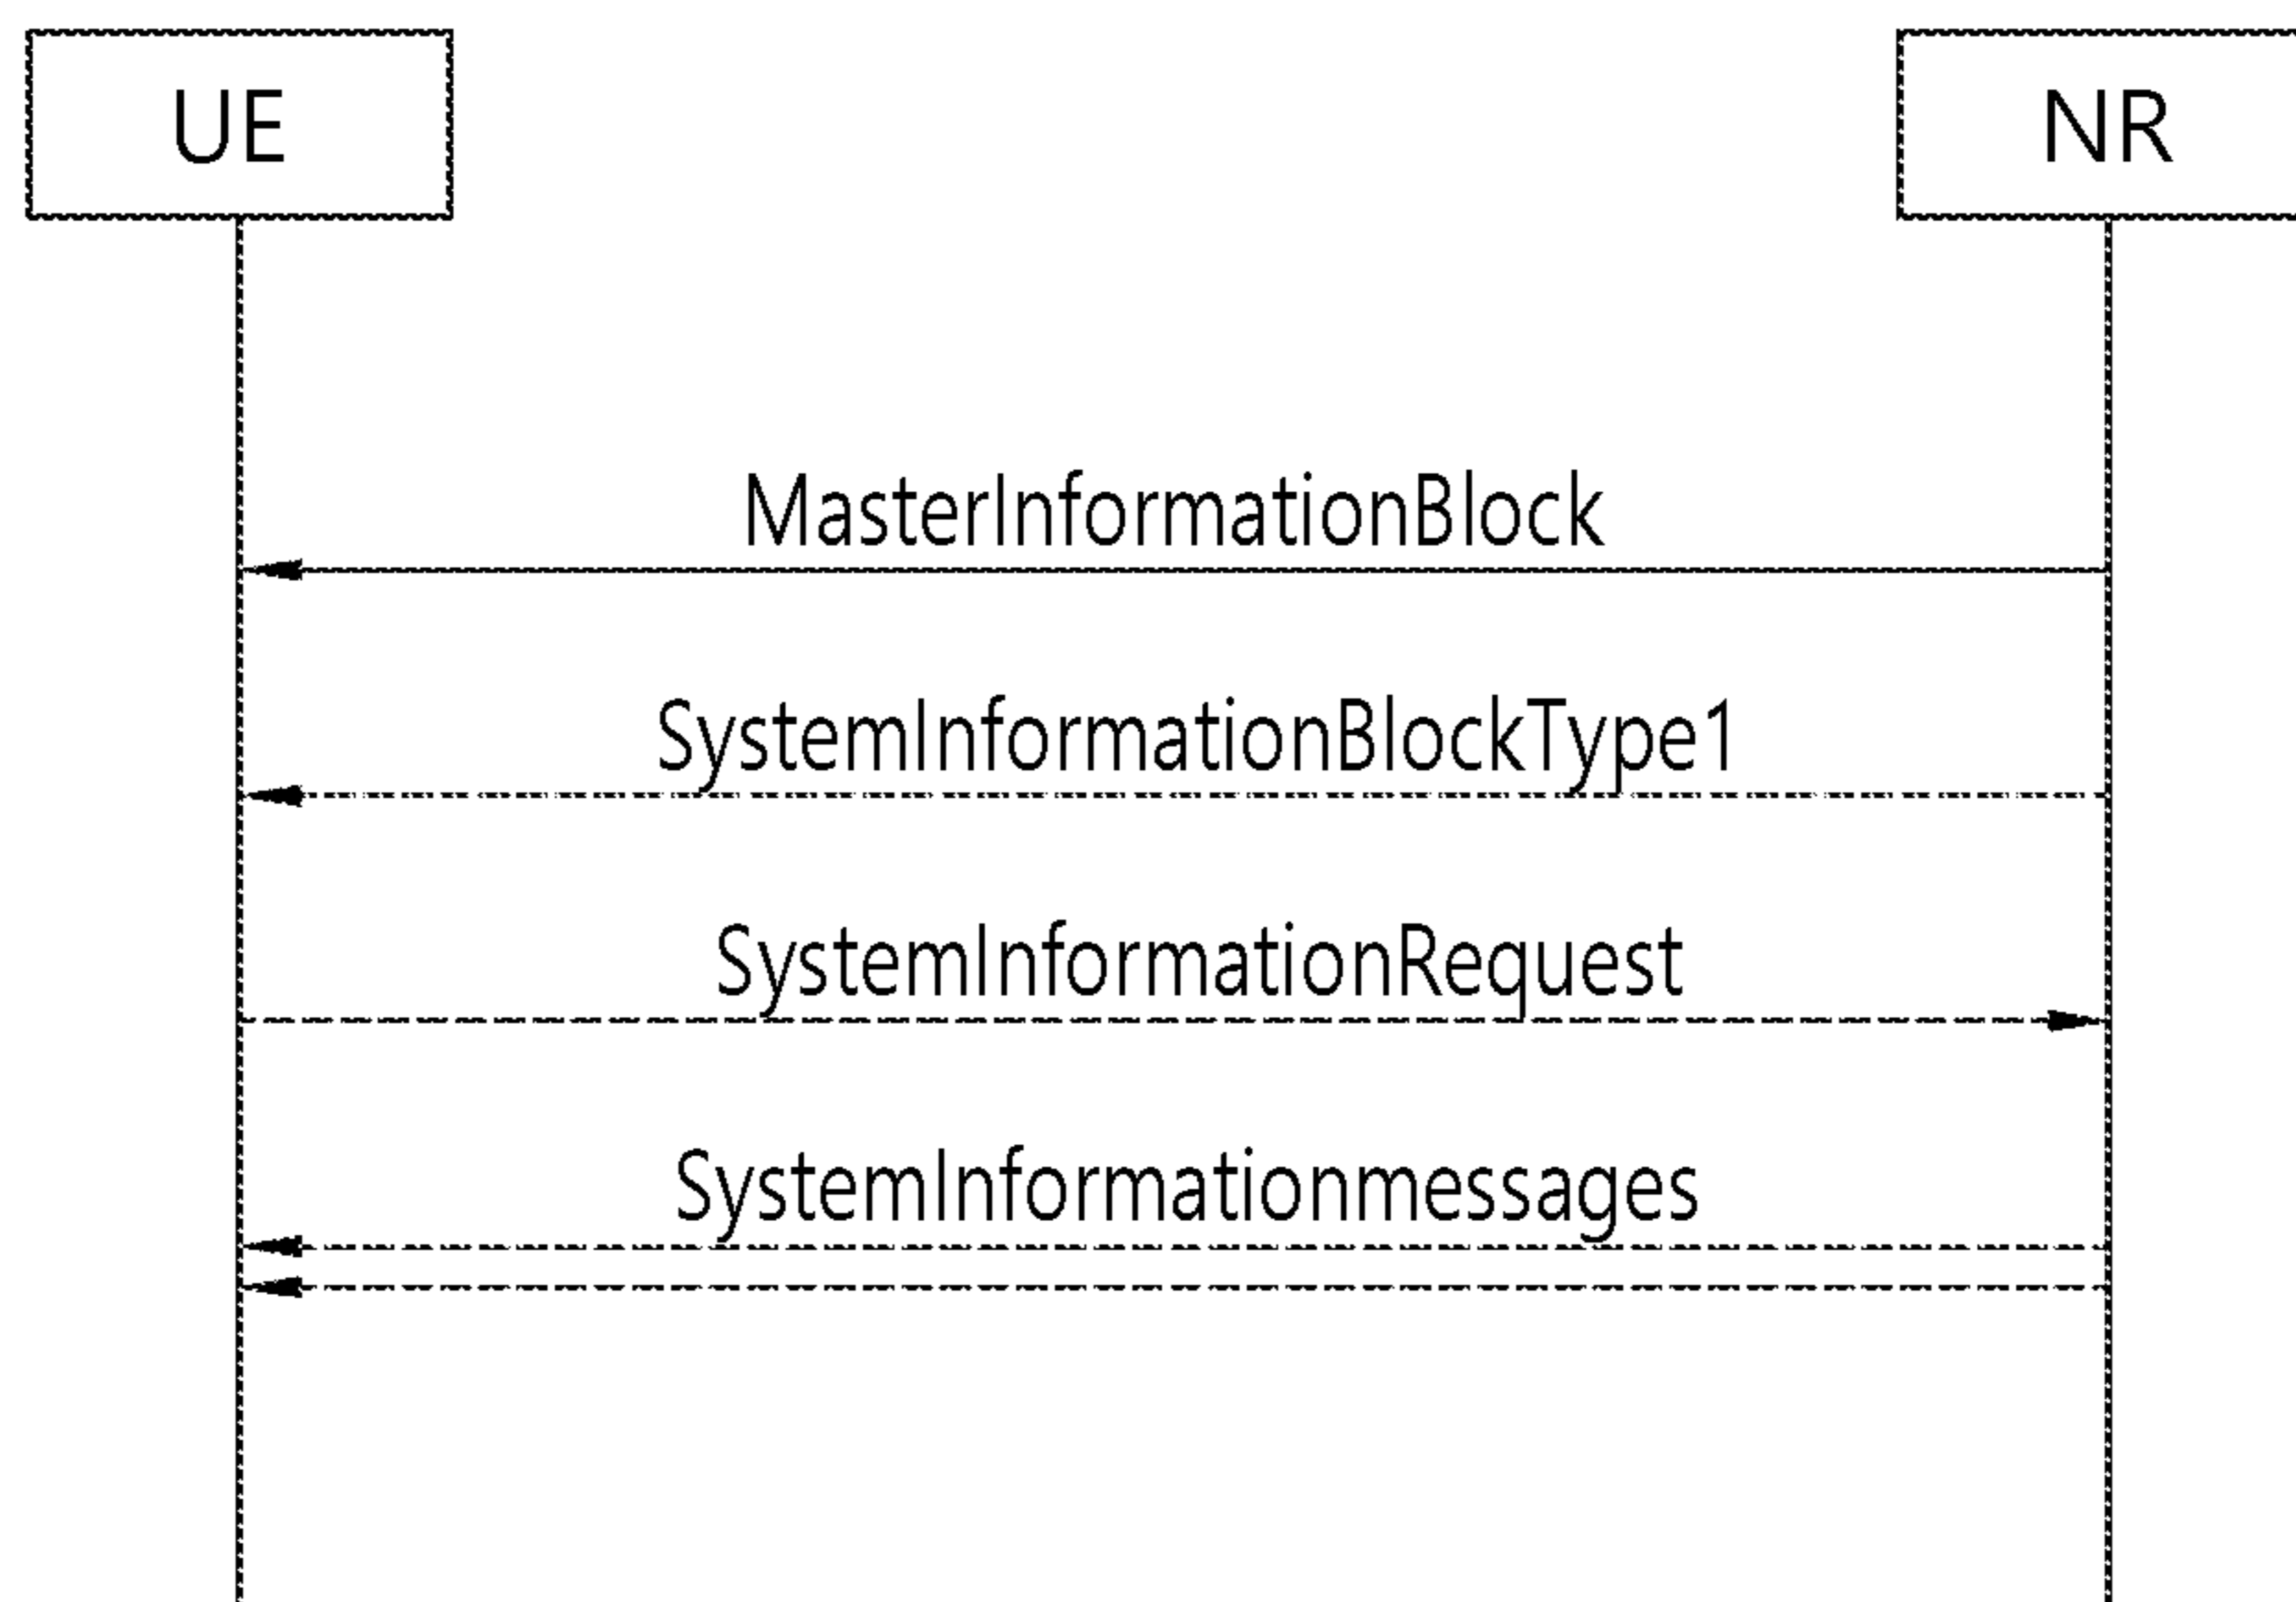 UE
NR
MasterInformationBlock
SystemInformationBlockType1
SystemInformationRequest
SystemInformationmessages